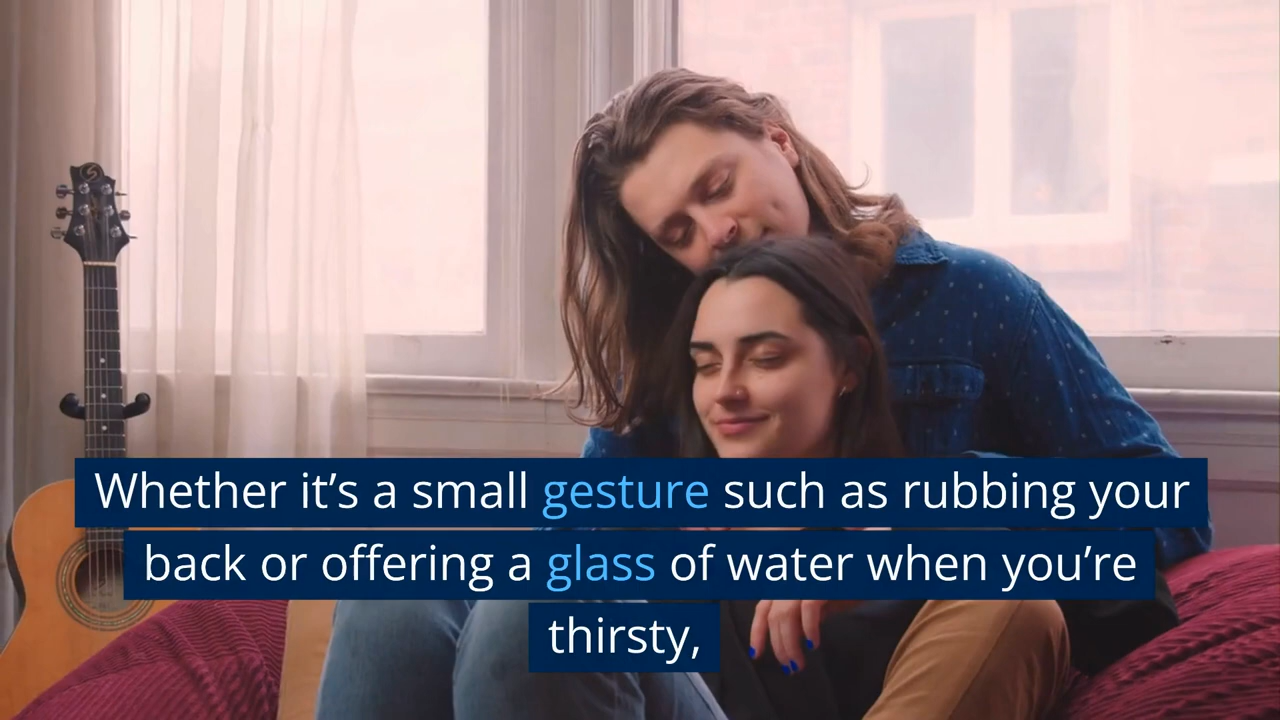 Whether it’s a small gesture such as rubbing your
back or offering a glass of water when you’re
thirsty,